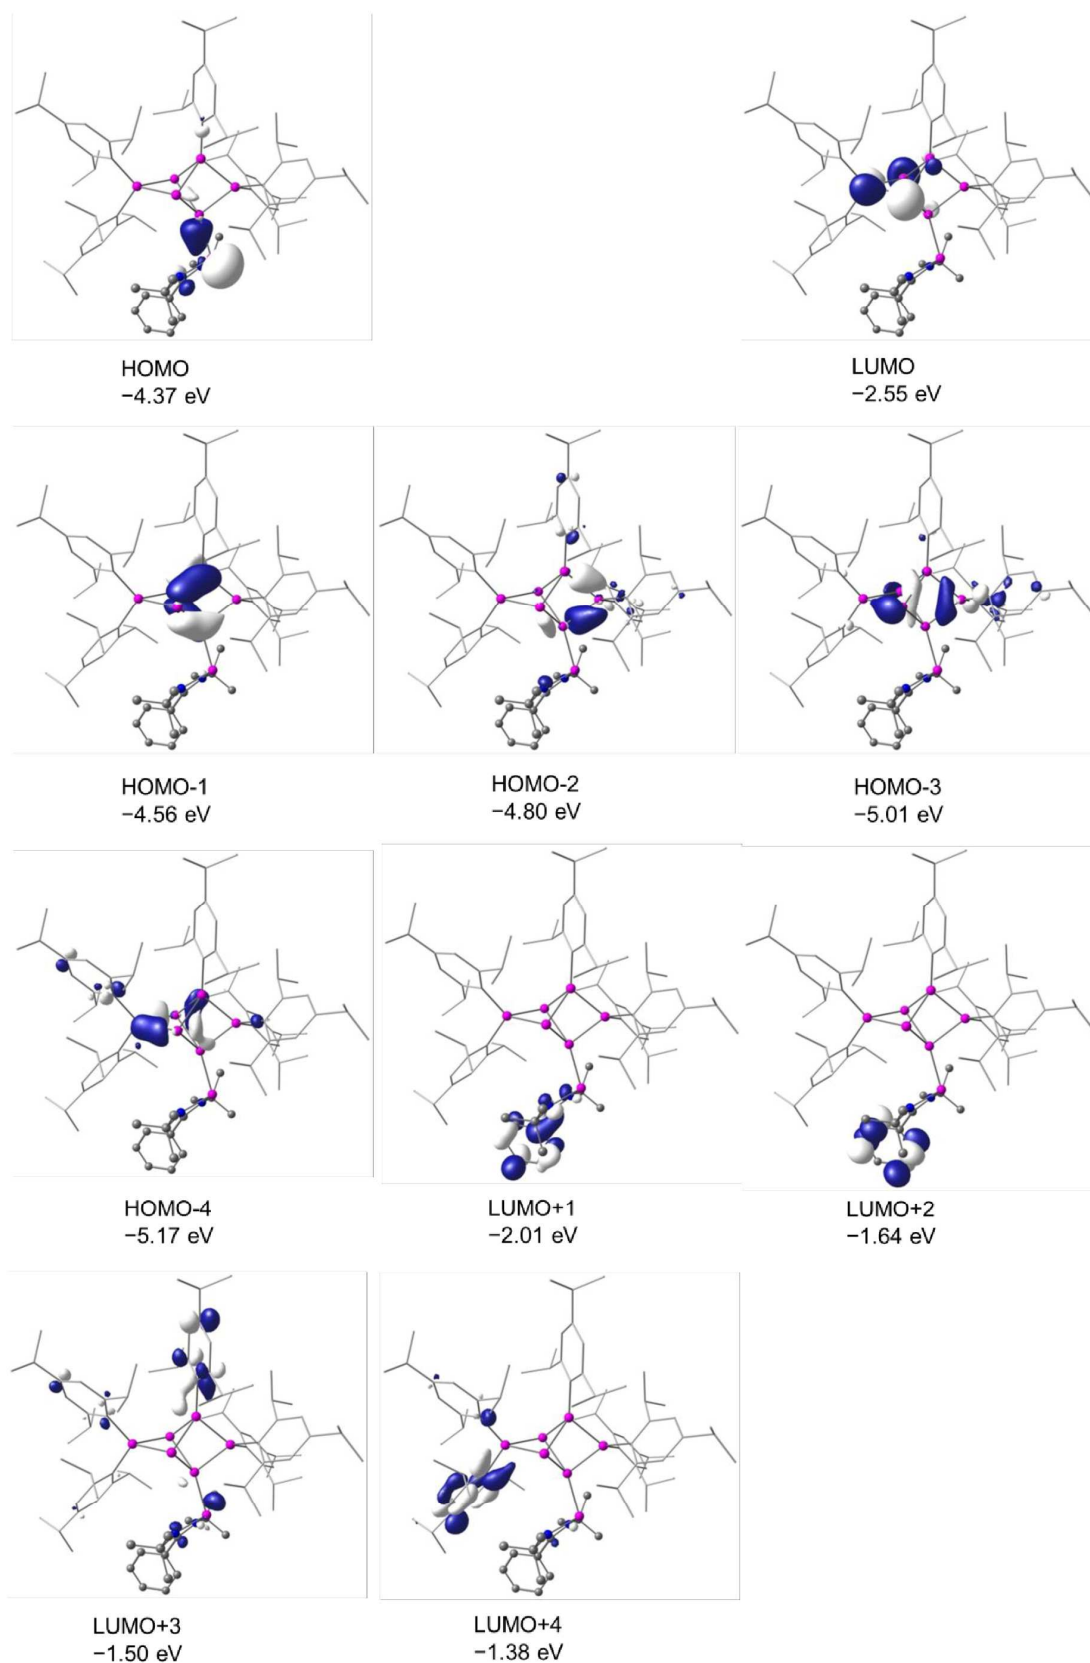 HOMO
−4.37 eV
LUMO
−2.55 eV
HOMO-1
−4.56 eV
HOMO-2
−4.80 eV
HOMO-3
−5.01 eV
HOMO-4
−5.17 eV
LUMO+1
−2.01 eV
LUMO+2
−1.64 eV
LUMO+3
−1.50 eV
LUMO+4
−1.38 eV